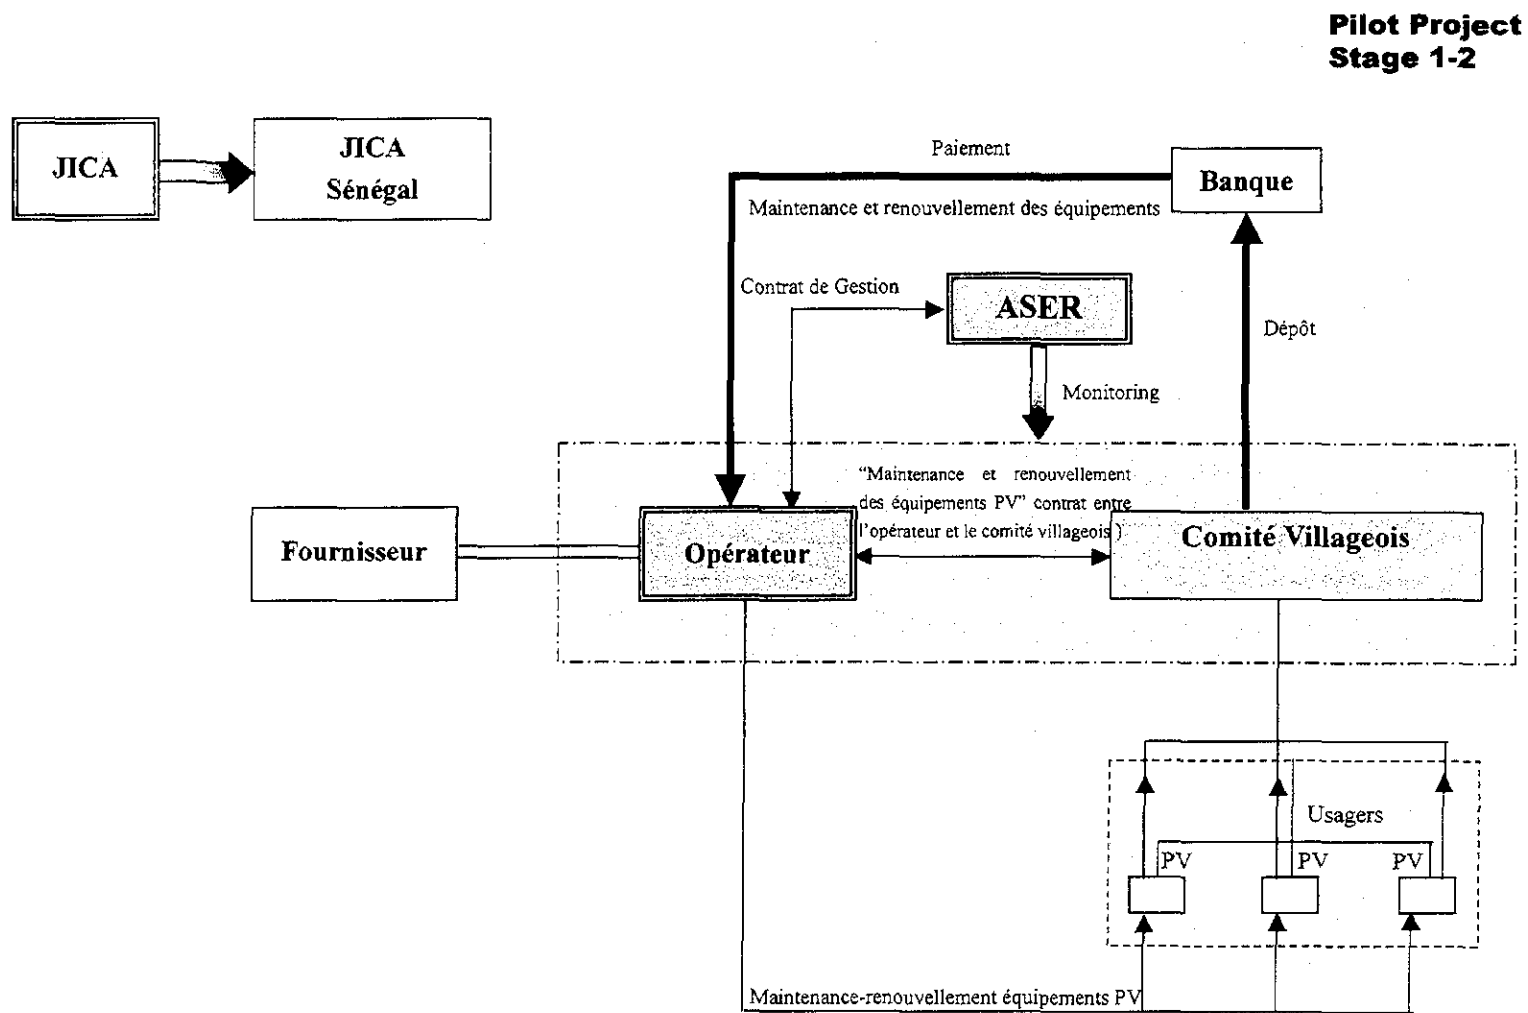 Pilot Project
Stage 1-2
JICA
JICA
Sénégal
Paiement
Banque
Maintenance et renouvellement des équipements
Contrat de Gestion
ASER
Dépôt
Monitoring
“Maintenance et renouvellement
des équipements PV” contrat entre
l’opérateur et le comité villageois )
Fournisseur
Opérateur
Comité Villageois
Usagers
PV
PV
PV
Maintenance-renouvellement équipements PV